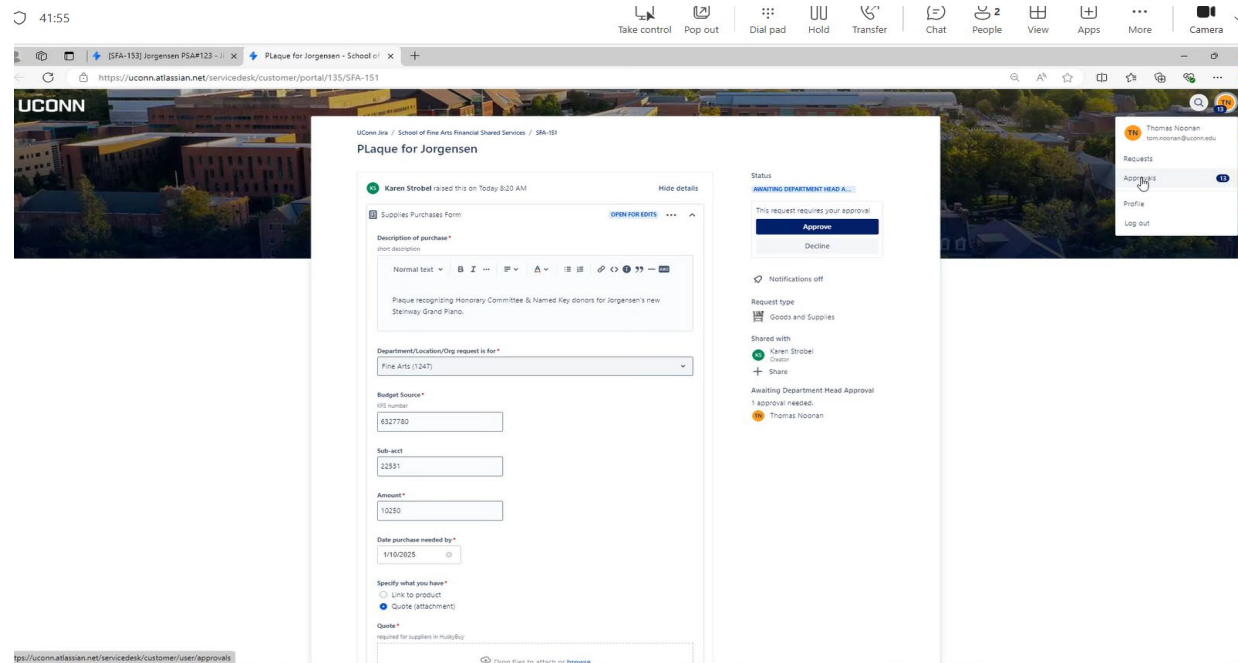 41:55
Take control Pop out Dial pad Hold Transfer Chat People 2 View Apps More Camera
[SFA-153] Jorgensen PSA#123 - Ji PLaque for Jorgensen - School of
https://uconn.atlassian.net/servicedesk/customer/portal/135/SFA-151
UCONN
TN 13
UConn Jira / School of Fine Arts Financial Shared Services / SFA-151
PLaque for Jorgensen
KS Karen Strobel raised this on Today 8:20 AM Hide details
Supplies Purchases Form OPEN FOR EDITS
Description of purchase*
short description
Normal text B I A
Plaque recognizing Honorary Committee & Named Key donors for Jorgensen's new
Steinway Grand Piano.
Department/Location/Org request is for*
Fine Arts (1247)
Budget Source*
KFS number
6327780
Sub-acct
22531
Amount*
10250
Date purchase needed by*
1/10/2025
Specify what you have*
Link to product
Quote (attachment)
Quote*
required for suppliers in HuskyBuy
Drop files to attach or browse
Status
AWAITING DEPARTMENT HEAD A...
This request requires your approval
Approve
Decline
Notifications off
Request type
Goods and Supplies
Shared with
KS Karen Strobel
Creator
Share
Awaiting Department Head Approval
1 approval needed.
TN Thomas Noonan
TN Thomas Noonan
tom.noonan@uconn.edu
Requests
Approvals 13
Profile
Log out
tps://uconn.atlassian.net/servicedesk/customer/user/approvals